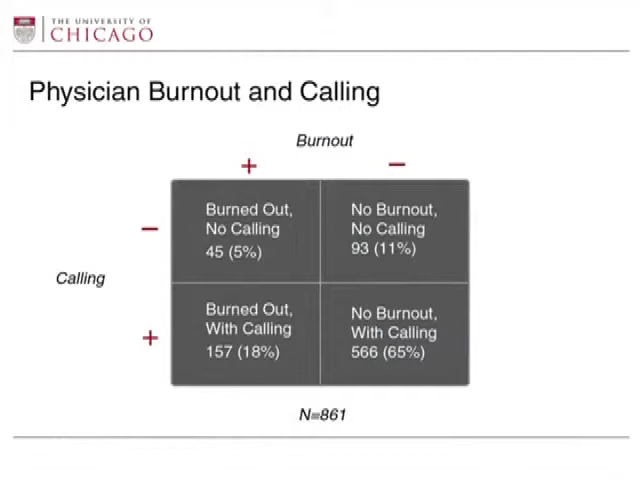 THE UNIVERSITY OF
CHICAGO
Physician Burnout and Calling
Burnout
+ −
−
Burned Out,
No Calling
45 (5%)
No Burnout,
No Calling
93 (11%)
Calling
+
Burned Out,
With Calling
157 (18%)
No Burnout,
With Calling
566 (65%)
N=861